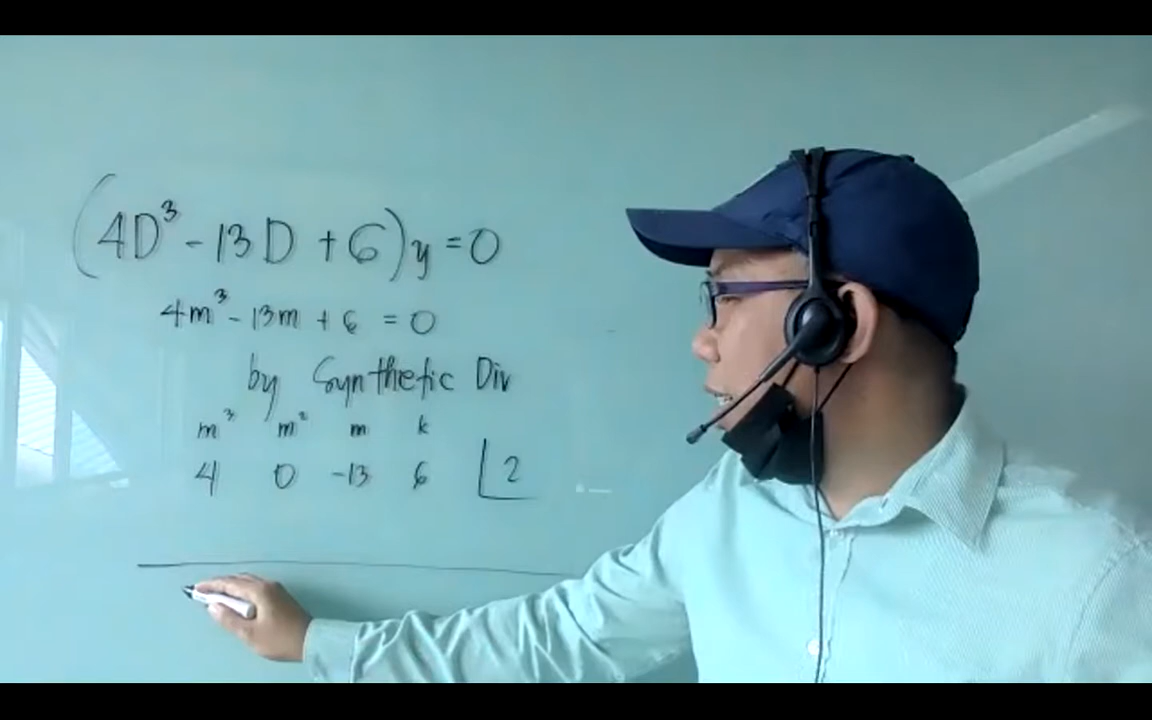 (4D³ - 13D + 6)y = 0
4m³ - 13m + 6 = 0
by Synthetic Div
m³ m² m k
4 0 -13 6 2